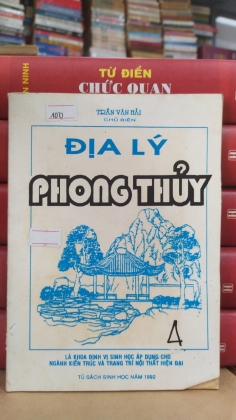 N NINH
TỪ ĐIỂN
CHỨC QUAN
TRẦN VĂN HẢI
CHỦ BIÊN
ĐỊA LÝ
PHONG THỦY
4
LÀ KHOA ĐỊNH VỊ SINH HỌC ÁP DỤNG CHO
NGÀNH KIẾN TRÚC VÀ TRANG TRÍ NỘI THẤT HIỆN ĐẠI
TỦ SÁCH SINH HỌC NĂM 1992